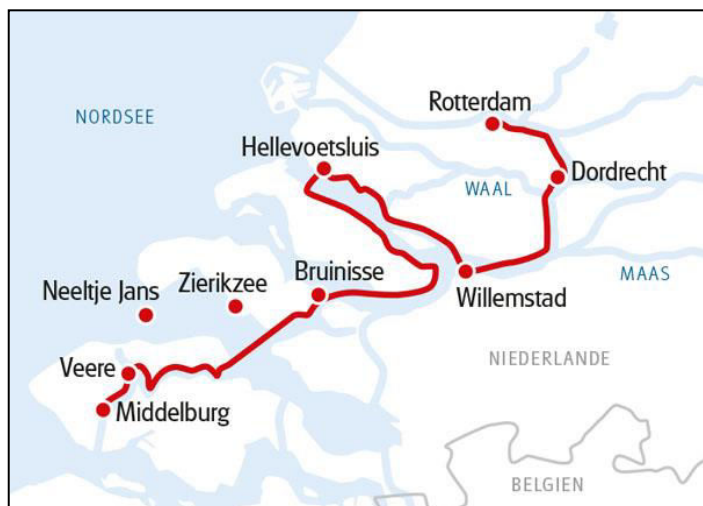 Rotterdam
NORDSEE
Hellevoetsluis
Dordrecht
WAAL
Bruinisse
MAAS
Zierikzee
Neeltje Jans
Willemstad
NIEDERLANDE
Veere
Middelburg
BELGIEN